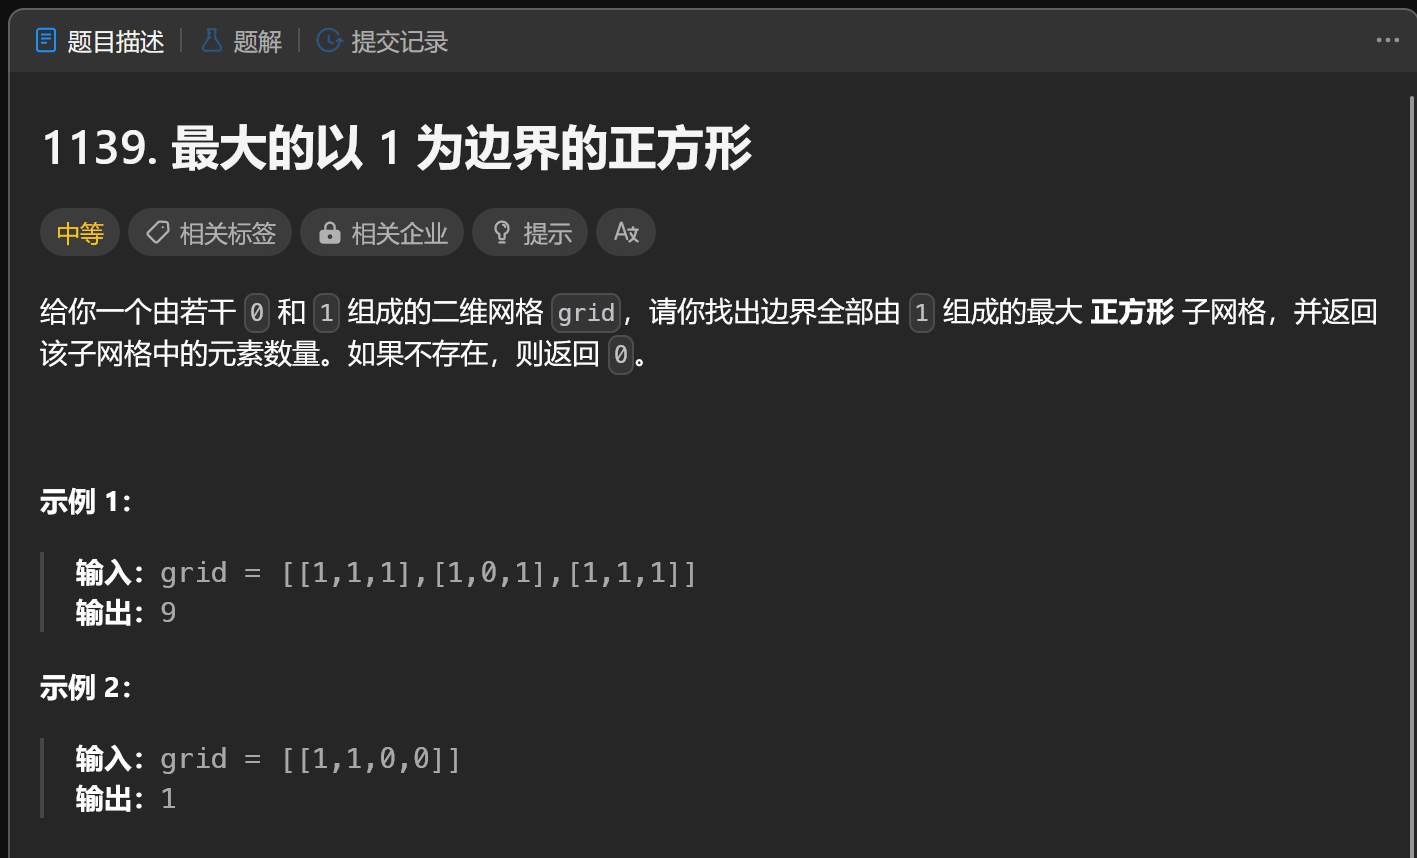 题目描述 题解 提交记录
1139. 最大的以 1 为边界的正方形
中等 相关标签 相关企业 提示 Ax
给你一个由若干 0 和 1 组成的二维网格 grid，请你找出边界全部由 1 组成的最大 正方形 子网格，并返回
该子网格中的元素数量。如果不存在，则返回 0。
示例 1：
输入：grid = [[1,1,1],[1,0,1],[1,1,1]]
输出：9
示例 2：
输入：grid = [[1,1,0,0]]
输出：1